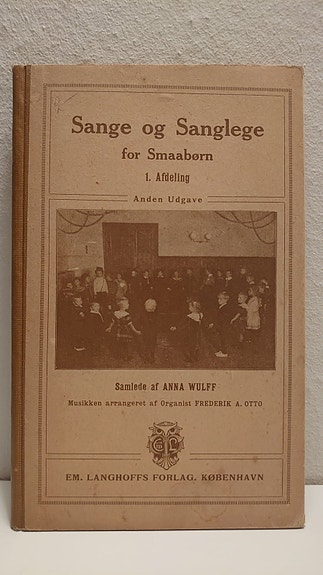 Sange og Sanglege
for Smaabørn
1. Afdeling
Anden Udgave
Samlede af ANNA WULFF
Musikken arrangeret af Organist FREDERIK A. OTTO
EM. LANGHOFFS FORLAG. KØBENHAVN